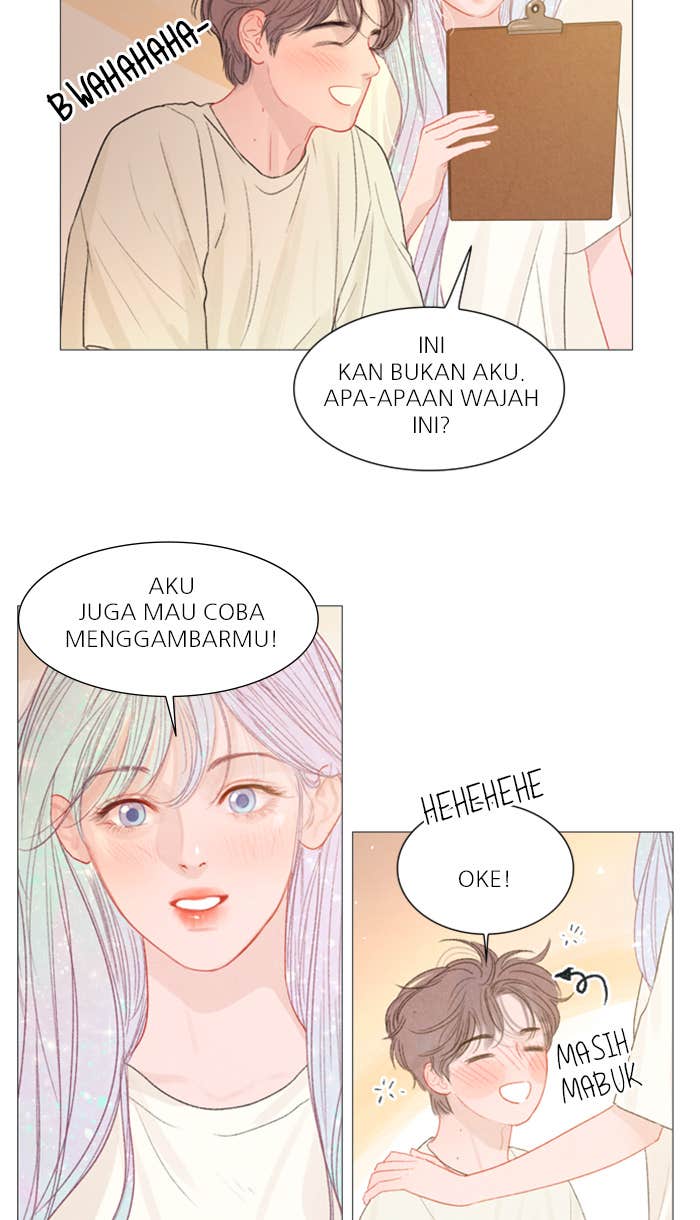 BWAHAHAHA-
INI
KAN BUKAN AKU.
APA-APAAN WAJAH
INI?
AKU
JUGA MAU COBA
MENGGAMBARMU!
HEHEHEHE
OKE!
MASIH
MABUK